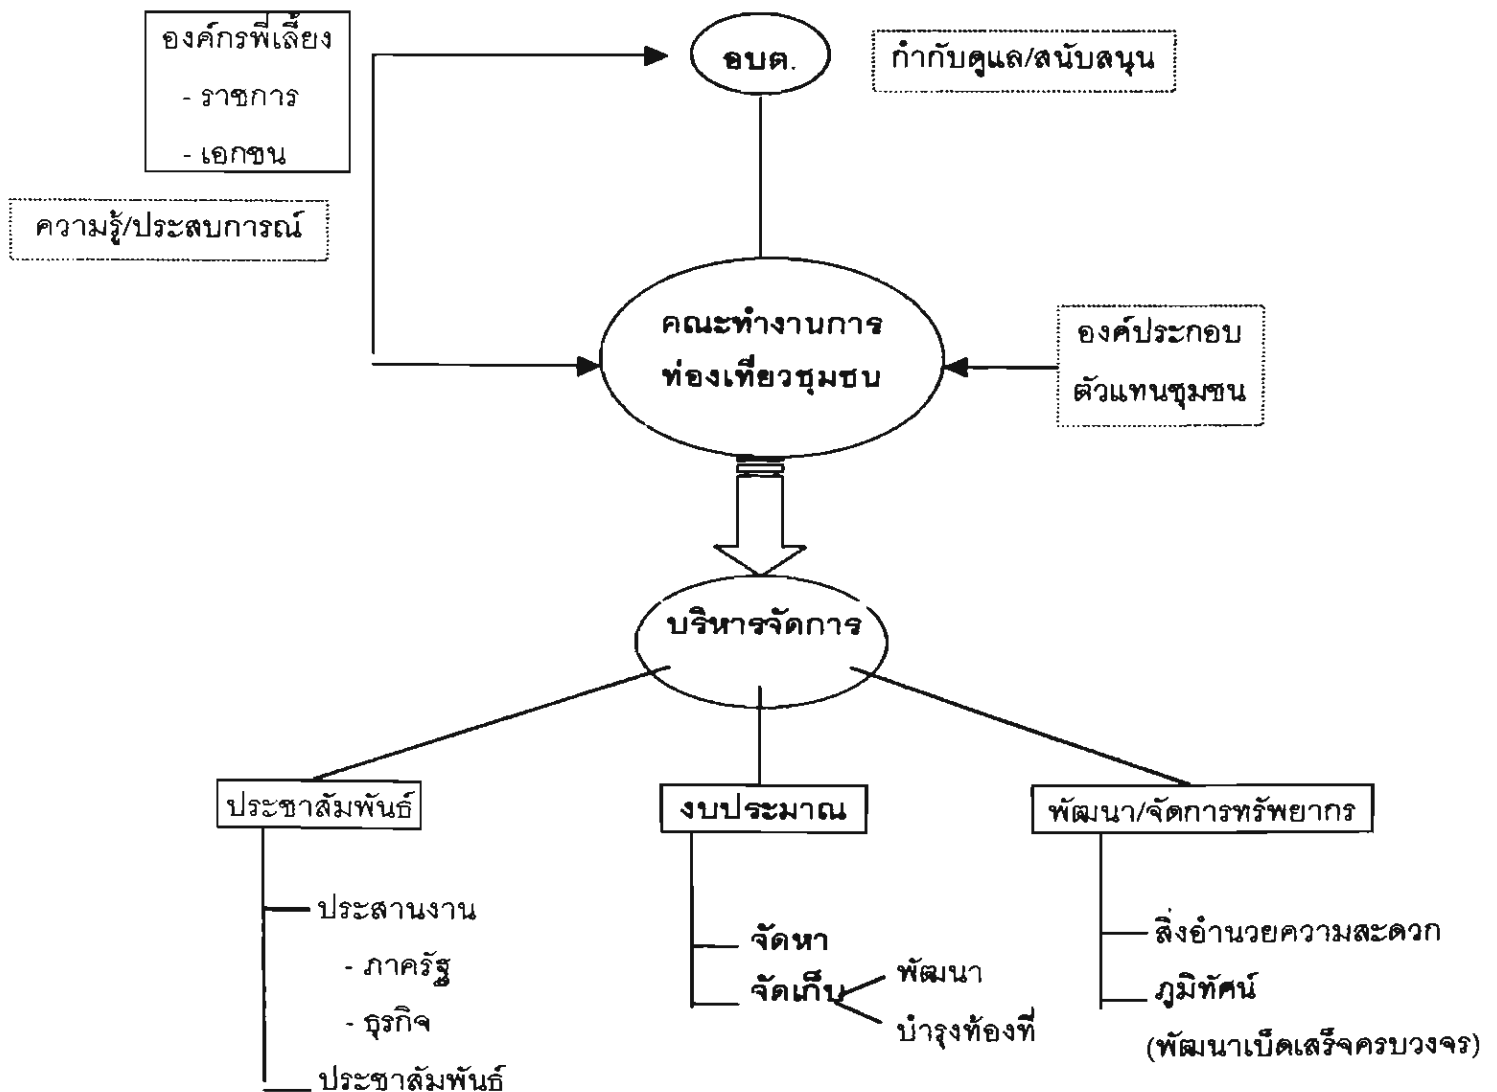 องค์กรพี่เลี้ยง
- ราชการ
- เอกชน
อบต.
กำกับดูแล/สนับสนุน
ความรู้/ประสบการณ์
คณะทำงานการ
ท่องเที่ยวชุมชน
องค์ประกอบ
ตัวแทนชุมชน
บริหารจัดการ
ประชาสัมพันธ์
ประสานงาน
- ภาครัฐ
- ธุรกิจ
ประชาสัมพันธ์
งบประมาณ
จัดหา
จัดเก็บ
พัฒนา
บำรุงท้องที่
พัฒนา/จัดการทรัพยากร
สิ่งอำนวยความสะดวก
ภูมิทัศน์
(พัฒนาเบ็ดเสร็จครบวงจร)